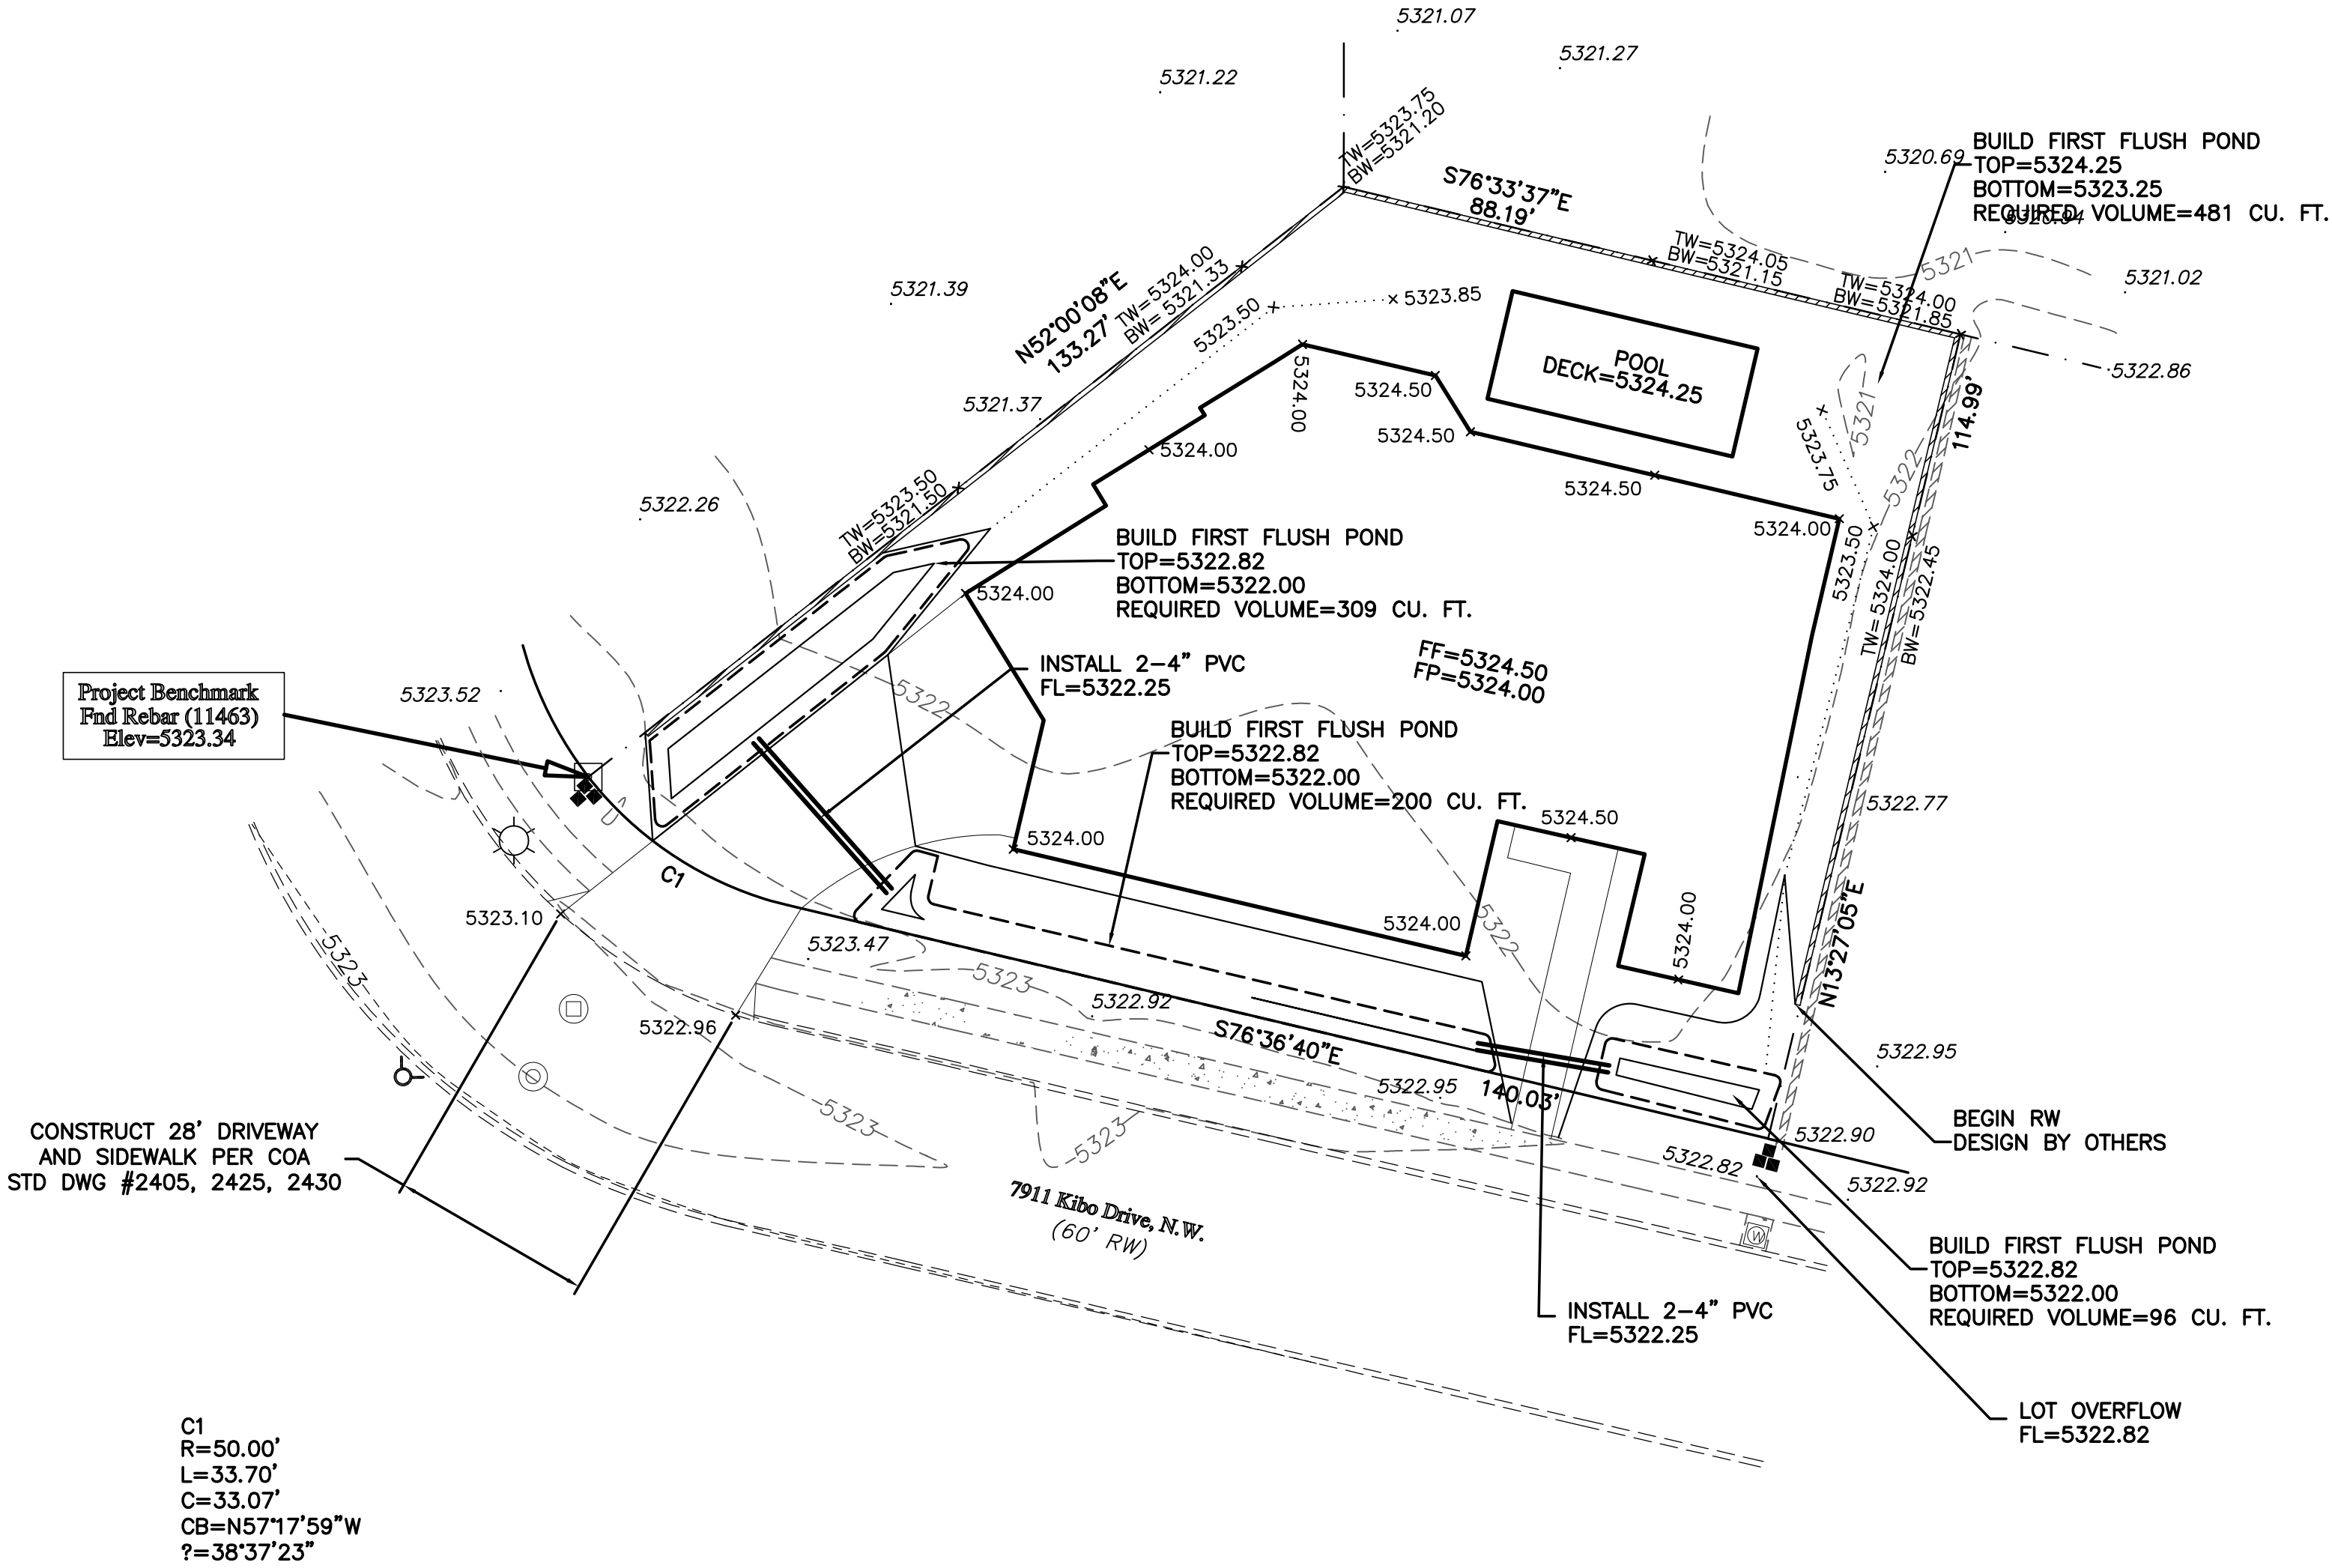 5321.07
5321.27
5321.22
TW=5323.75
BW=5321.20
BUILD FIRST FLUSH POND
TOP=5324.25
BOTTOM=5323.25
REQUIRED VOLUME=481 CU. FT.
5320.69
5320.94
S76°33'37"E
88.19'
TW=5324.05
BW=5321.15
5321
5321.02
TW=5324.00
BW=5321.85
5321.39
N52°00'08"E
133.27'
TW=5324.00
BW= 5321.33
5323.50
5323.85
POOL
DECK=5324.25
5322.86
5321.37
5324.00
5324.50
5324.50
5324.50
5324.00
5321
114.99'
5323.75
5322
5324.00
TW=5323.50
BW=5321.50
5322.26
5323.50
TW=5324.00
BW=5322.45
BUILD FIRST FLUSH POND
TOP=5322.82
BOTTOM=5322.00
REQUIRED VOLUME=309 CU. FT.
5324.00
INSTALL 2-4" PVC
FL=5322.25
FF=5324.50
FP=5324.00
5322
Project Benchmark
Fnd Rebar (11463)
Elev=5323.34
5323.52
BUILD FIRST FLUSH POND
TOP=5322.82
BOTTOM=5322.00
REQUIRED VOLUME=200 CU. FT.
5322.77
5324.00
5324.50
C1
5323.10
5324.00
5322
5324.00
N13°27'05"E
5323
5323.47
5323
5322.92
5322.96
S76°36'40"E
5322.95
140.03'
5322.95
5323
5323
BEGIN RW
DESIGN BY OTHERS
5322.90
5322.82
5322.92
CONSTRUCT 28' DRIVEWAY
AND SIDEWALK PER COA
STD DWG #2405, 2425, 2430
7911 Kibo Drive, N.W.
(60' RW)
W
BUILD FIRST FLUSH POND
TOP=5322.82
BOTTOM=5322.00
REQUIRED VOLUME=96 CU. FT.
INSTALL 2-4" PVC
FL=5322.25
LOT OVERFLOW
FL=5322.82
C1
R=50.00'
L=33.70'
C=33.07'
CB=N57°17'59"W
?=38°37'23"